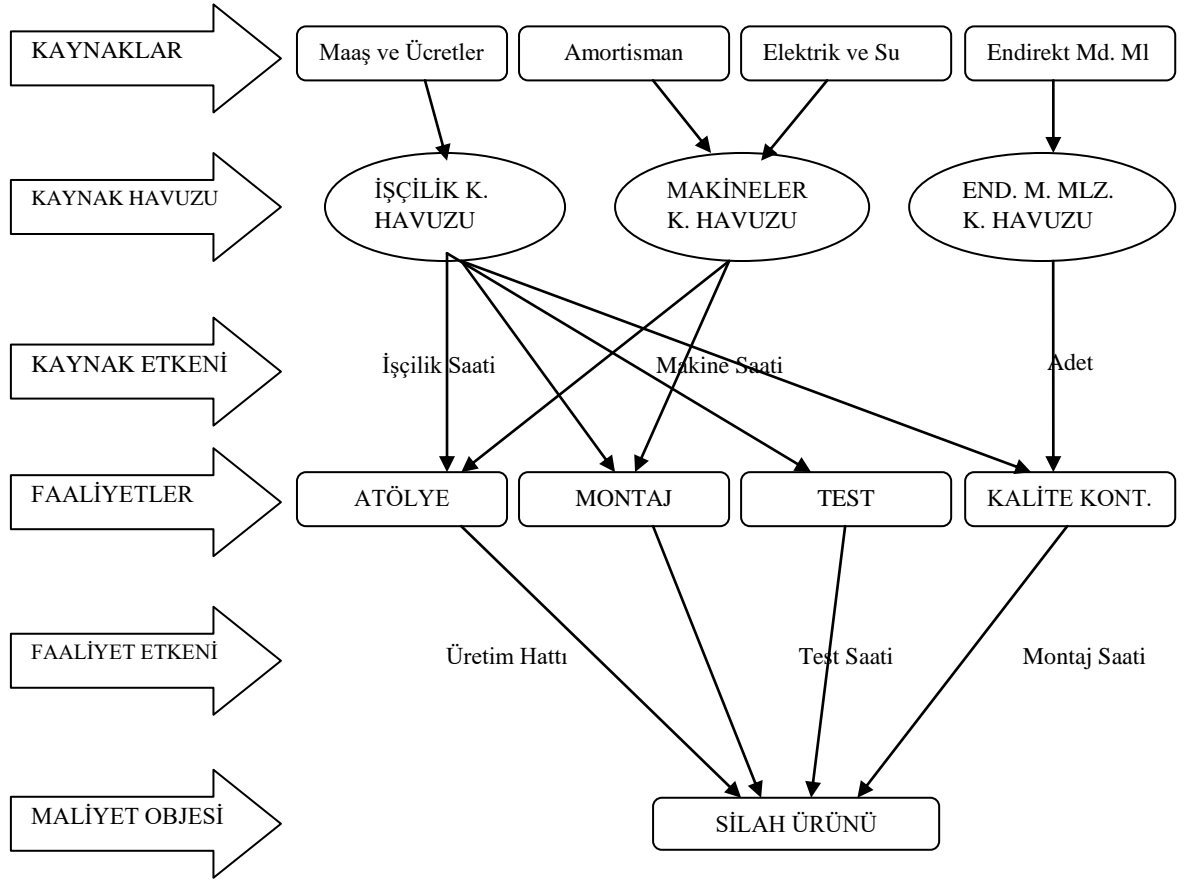 KAYNAKLAR
Maaş ve Ücretler
Amortisman
Elektrik ve Su
Endirekt Md. Ml
KAYNAK HAVUZU
İŞÇİLİK K.
HAVUZU
MAKİNELER
K. HAVUZU
END. M. MLZ.
K. HAVUZU
KAYNAK ETKENİ
İşçilik Saati
Makine Saati
Adet
FAALİYETLER
ATÖLYE
MONTAJ
TEST
KALİTE KONT.
FAALİYET ETKENİ
Üretim Hattı
Test Saati
Montaj Saati
MALİYET OBJESİ
SİLAH ÜRÜNÜ